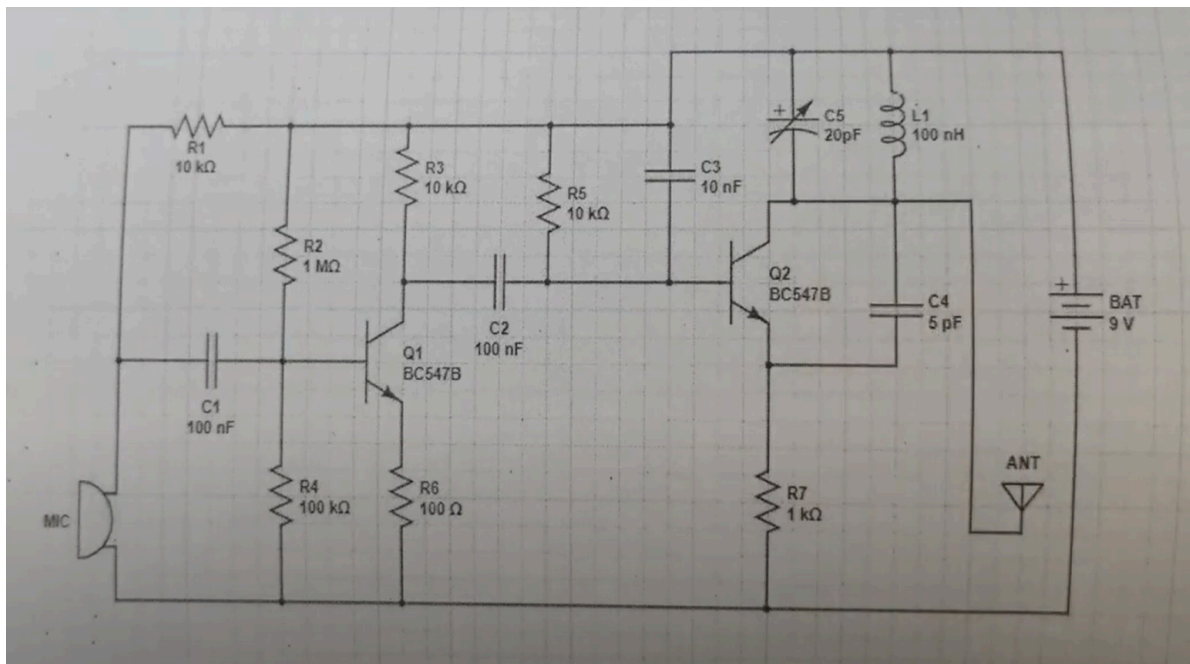 +
C5
20pF
L1
100 nH
R1
10 kΩ
R3
10 kΩ
C3
10 nF
R5
10 kΩ
R2
1 MΩ
Q2
BC547B
+
BAT
9 V
C4
5 pF
C2
100 nF
Q1
BC547B
C1
100 nF
ANT
R4
100 kΩ
R6
100 Ω
R7
1 kΩ
MIC